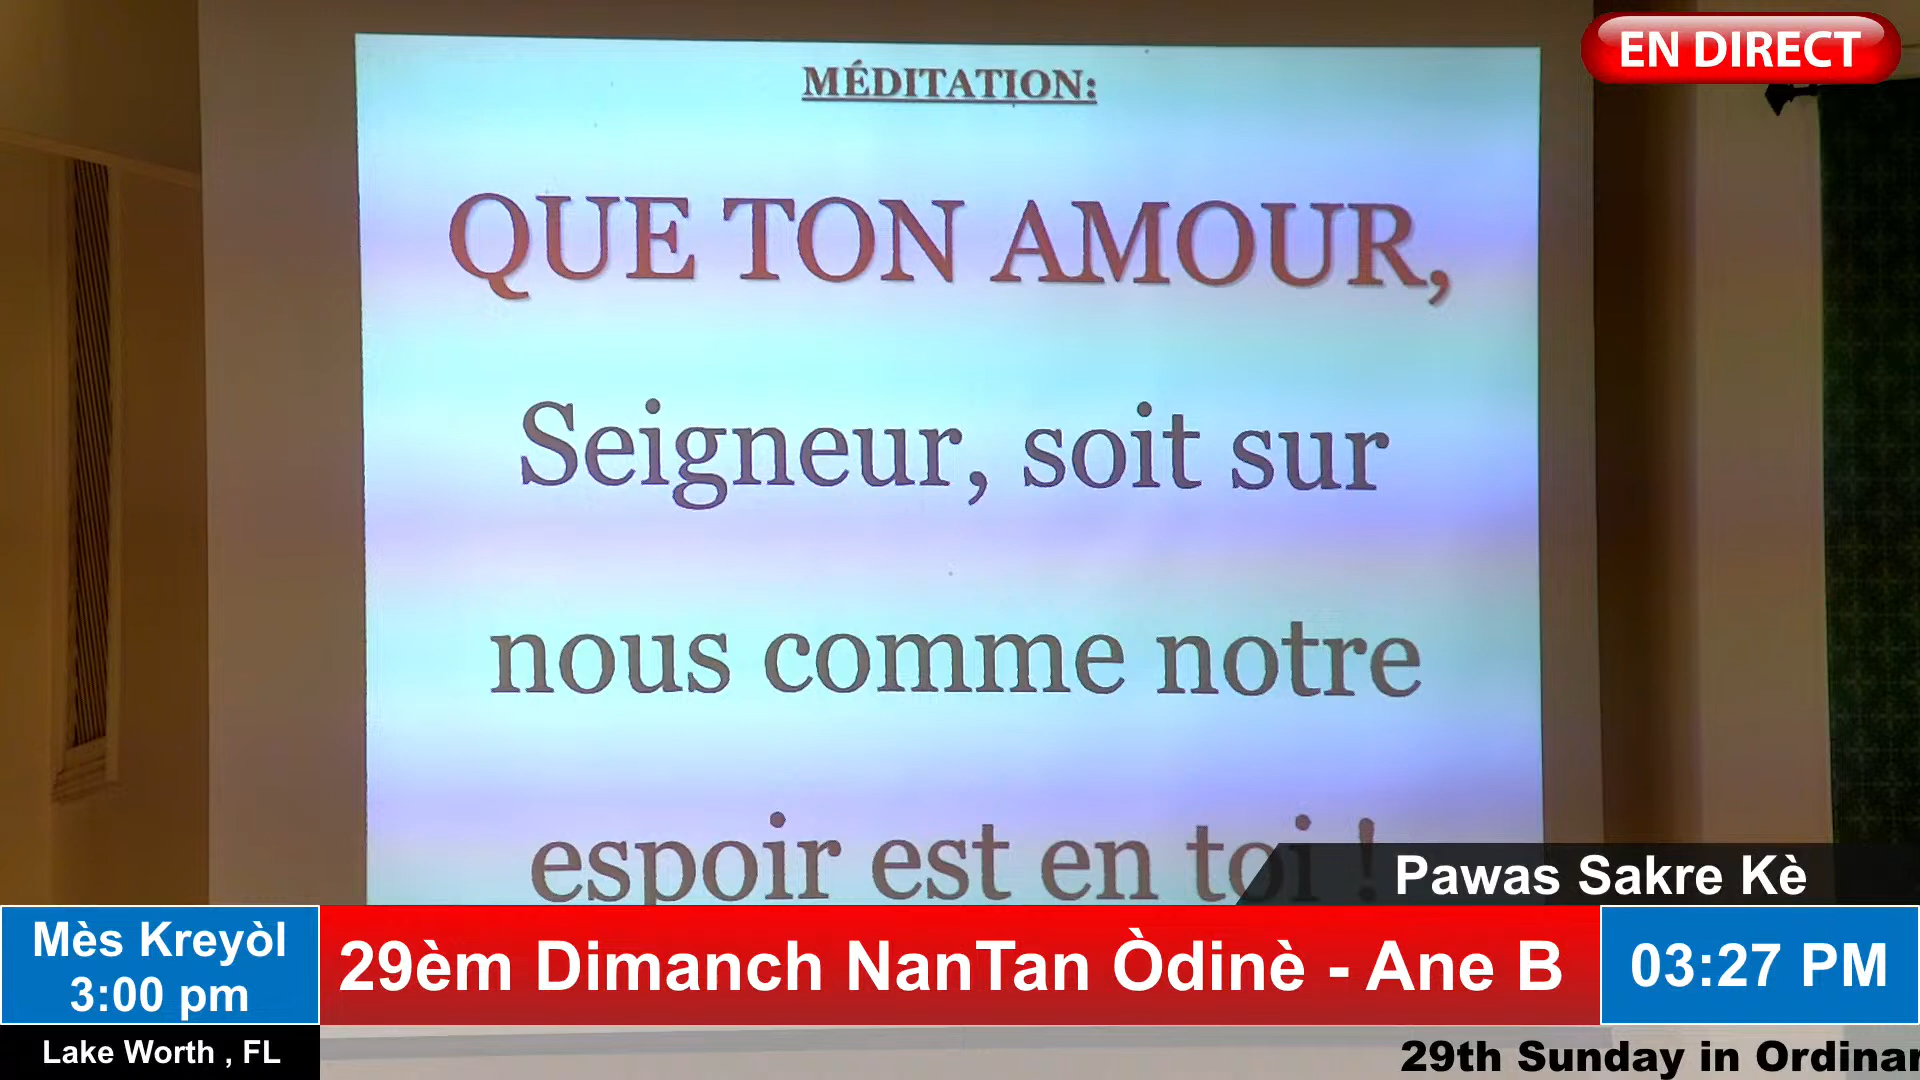 EN DIRECT
MÉDITATION:
QUE TON AMOUR,
Seigneur, soit sur
nous comme notre
espoir est en toi !
Pawas Sakre Kè
Mès Kreyòl
3:00 pm
29èm Dimanch NanTan Òdinè - Ane B
03:27 PM
Lake Worth , FL
29th Sunday in Ordinar